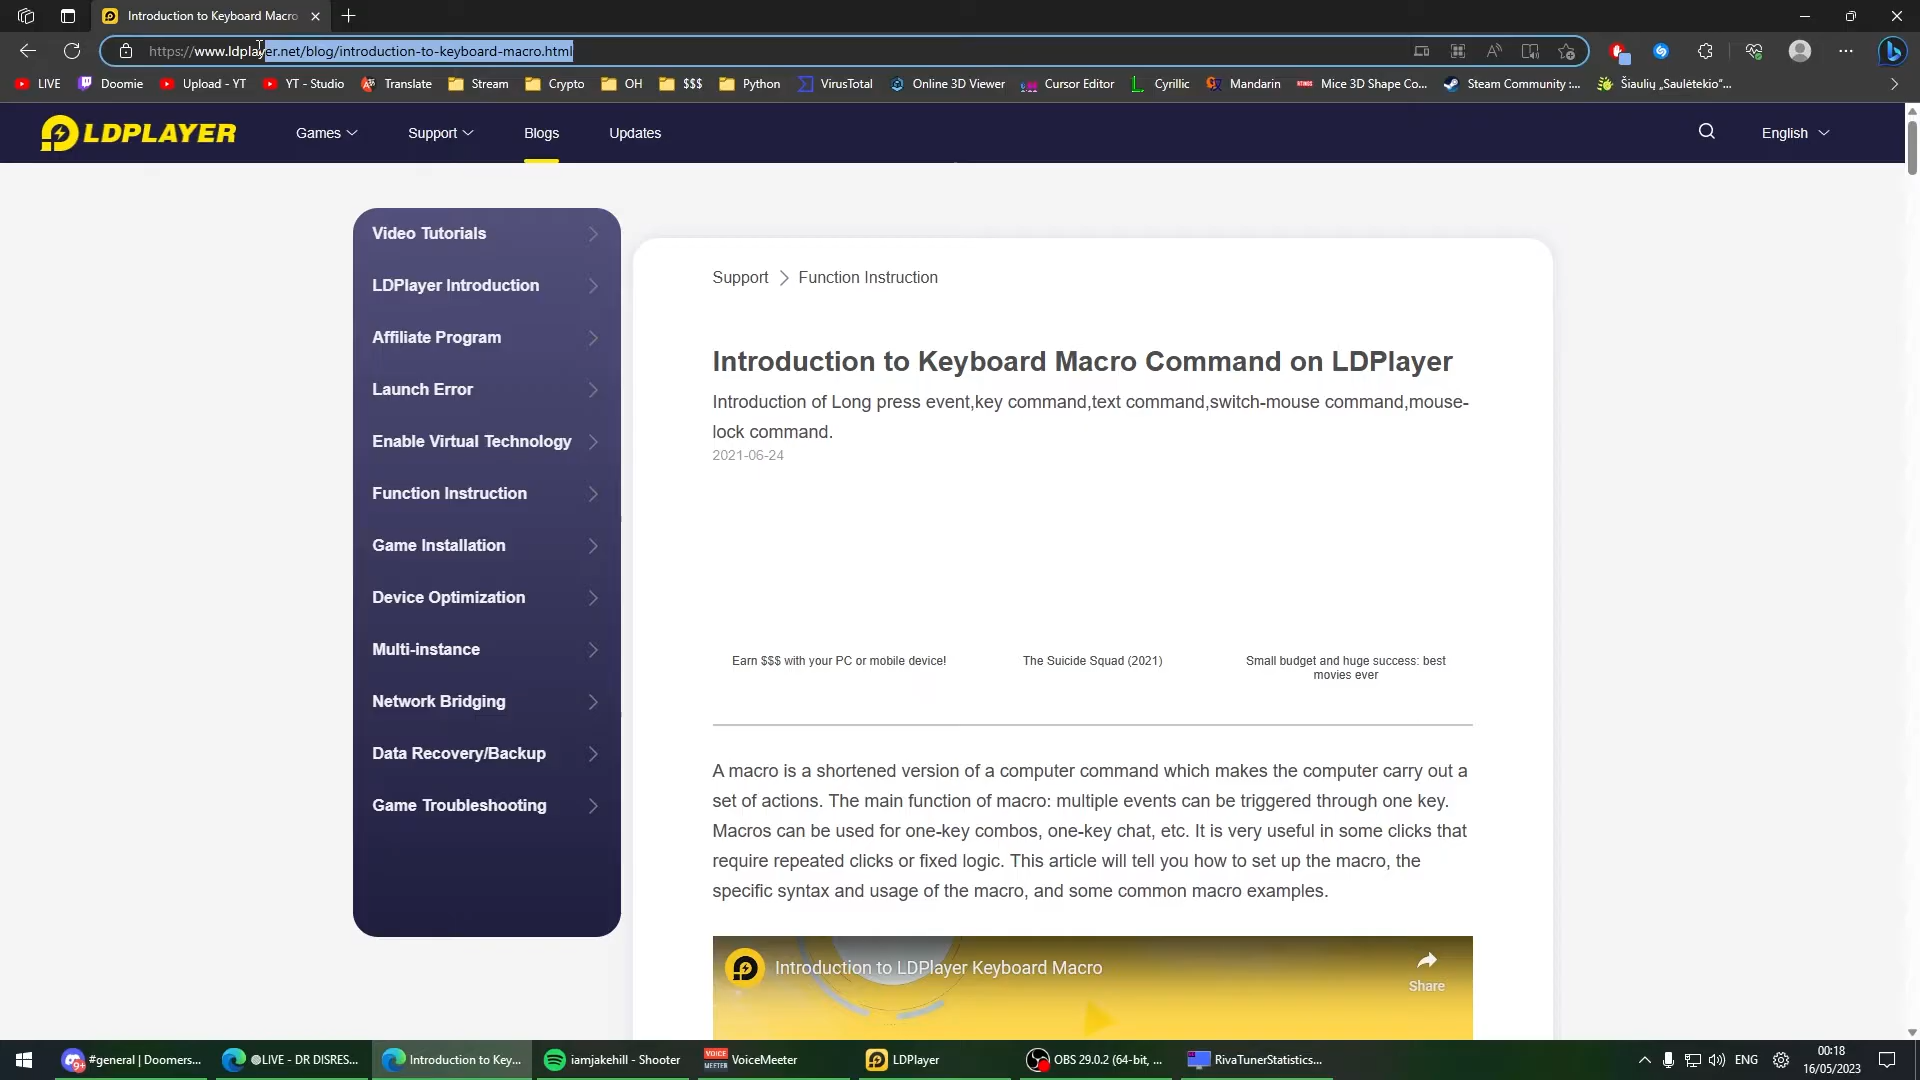 Introduction to Keyboard Macro
https://www.ldplayer.net/blog/introduction-to-keyboard-macro.html
LIVE
Doomie
Upload - YT
YT - Studio
Translate
Stream
Crypto
OH
$$$
Python
VirusTotal
Online 3D Viewer
Cursor Editor
Cyrillic
Mandarin
Mice 3D Shape Co...
Steam Community :...
Šiaulių „Saulėtekio“...
LDPLAYER
Games
Support
Blogs
Updates
English
Video Tutorials
LDPlayer Introduction
Affiliate Program
Launch Error
Enable Virtual Technology
Function Instruction
Game Installation
Device Optimization
Multi-instance
Network Bridging
Data Recovery/Backup
Game Troubleshooting
Support > Function Instruction
Introduction to Keyboard Macro Command on LDPlayer
Introduction of Long press event,key command,text command,switch-mouse command,mouse-
lock command.
2021-06-24
Earn $$$ with your PC or mobile device!
The Suicide Squad (2021)
Small budget and huge success: best
movies ever
A macro is a shortened version of a computer command which makes the computer carry out a
set of actions. The main function of macro: multiple events can be triggered through one key.
Macros can be used for one-key combos, one-key chat, etc. It is very useful in some clicks that
require repeated clicks or fixed logic. This article will tell you how to set up the macro, the
specific syntax and usage of the macro, and some common macro examples.
Introduction to LDPlayer Keyboard Macro
Share
9+
#general | Doomers...
LIVE - DR DISRES...
Introduction to Key...
iamjakehill - Shooter
VOICE
MEETER
VoiceMeeter
LDPlayer
OBS 29.0.2 (64-bit, ...
RivaTunerStatistics...
ENG
00:18
16/05/2023